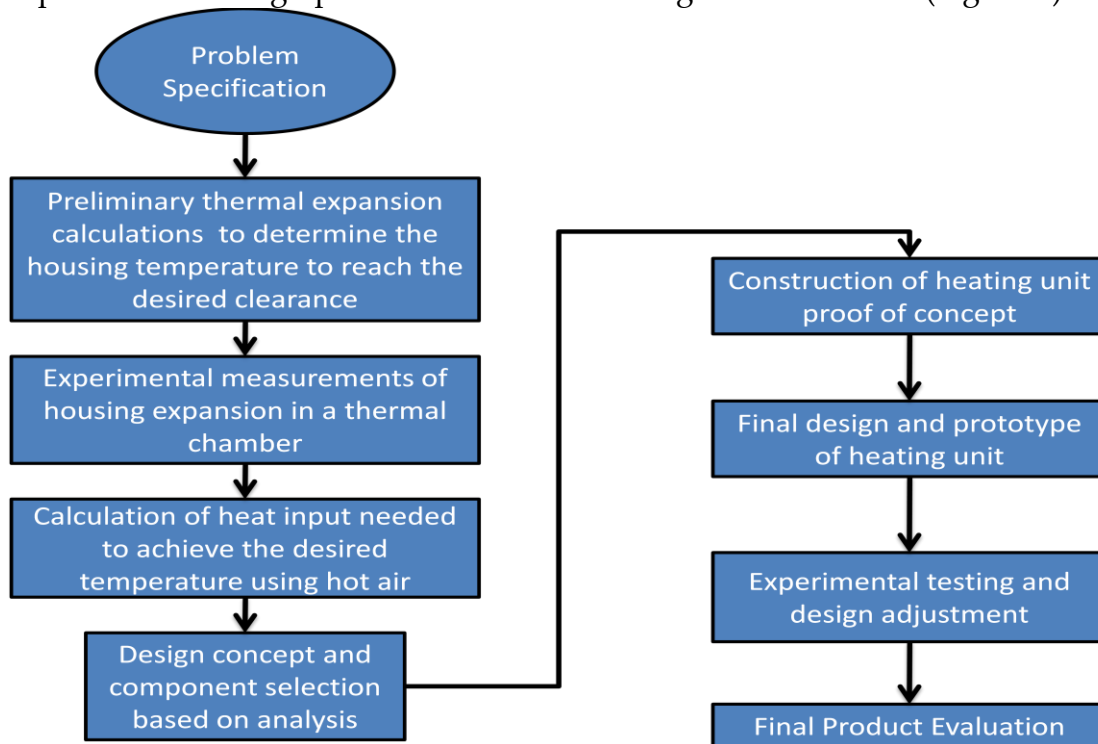 Problem
Specification
Preliminary thermal expansion
calculations to determine the
housing temperature to reach the
desired clearance
Experimental measurements of
housing expansion in a thermal
chamber
Calculation of heat input needed
to achieve the desired
temperature using hot air
Design concept and
component selection
based on analysis
Construction of heating unit
proof of concept
Final design and prototype
of heating unit
Experimental testing and
design adjustment
Final Product Evaluation